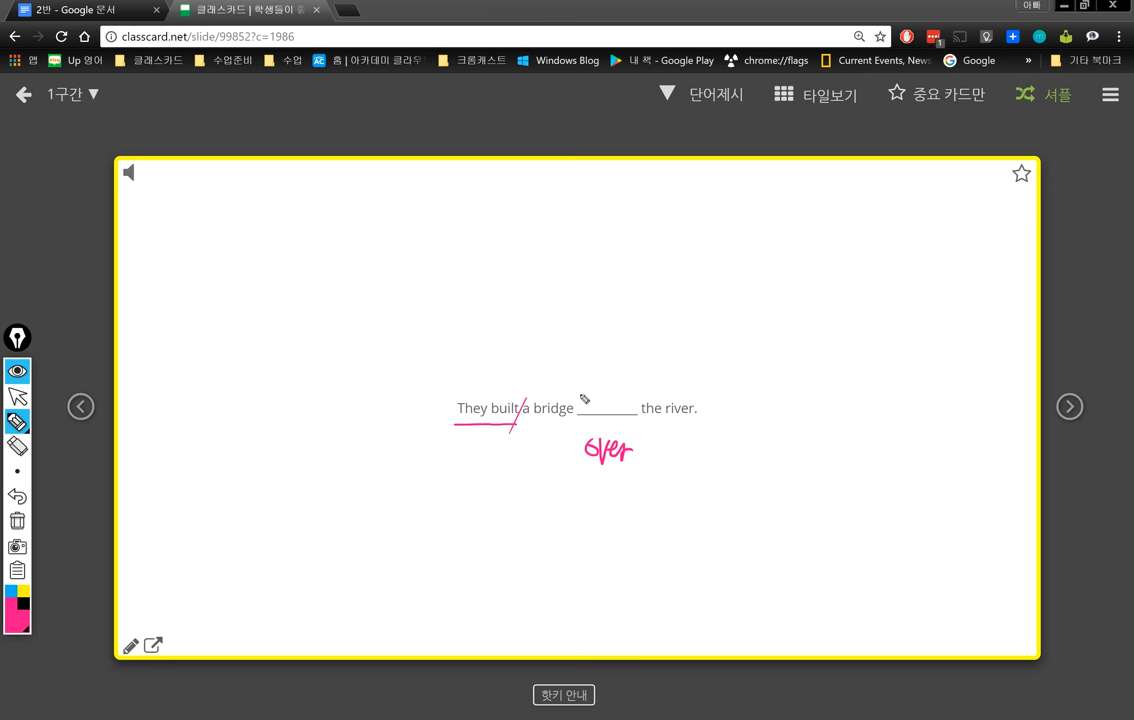 2반 - Google 문서
클래스카드 | 학생들이 좋
아빠
classcard.net/slide/99852?c=1986
앱
Up 영어
클래스카드
수업준비
수업
홈 | 아카데미 클라우
크롬캐스트
Windows Blog
내 책 - Google Play
chrome://flags
Current Events, News
Google
»
기타 북마크
1구간 ▼
단어제시
타일보기
중요 카드만
셔플
They built a bridge __________ the river.
over
핫키 안내